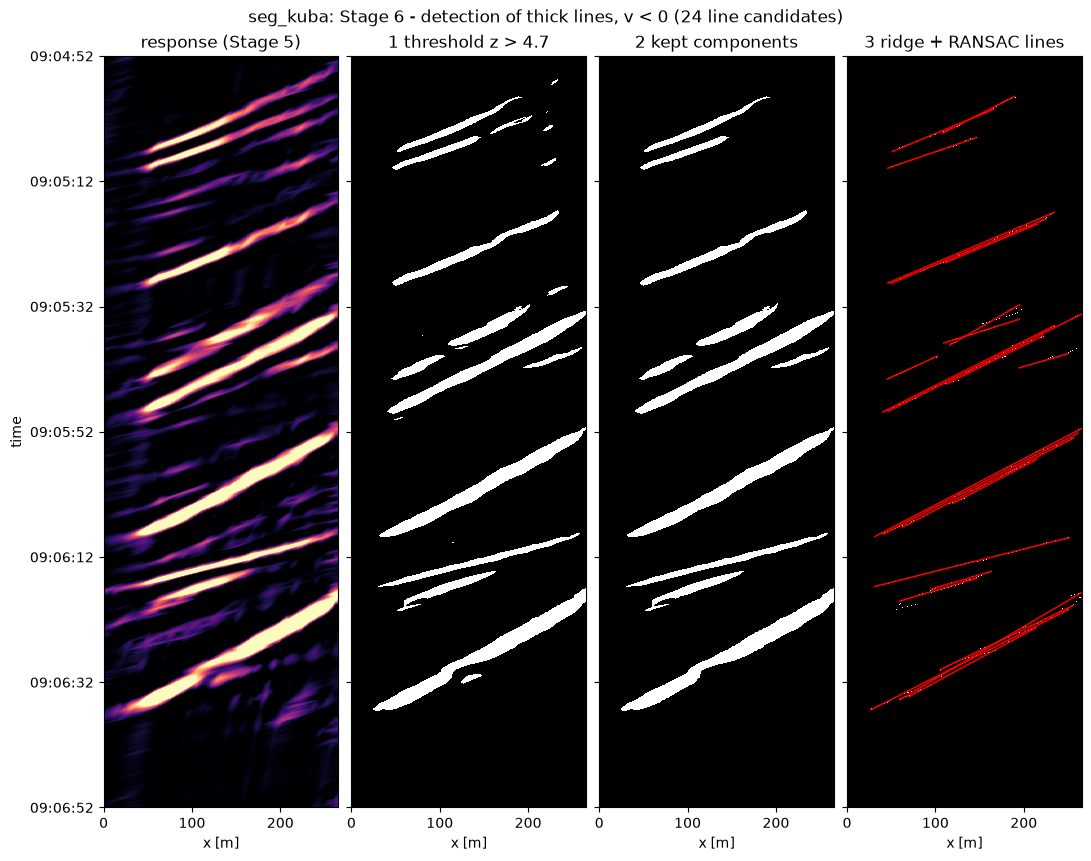 seg_kuba: Stage 6 - detection of thick lines, v < 0 (24 line candidates)
response (Stage 5)
1 threshold z > 4.7
2 kept components
3 ridge + RANSAC lines
time
09:04:52
09:05:12
09:05:32
09:05:52
09:06:12
09:06:32
09:06:52
0 100 200
0 100 200
0 100 200
0 100 200
x [m]
x [m]
x [m]
x [m]